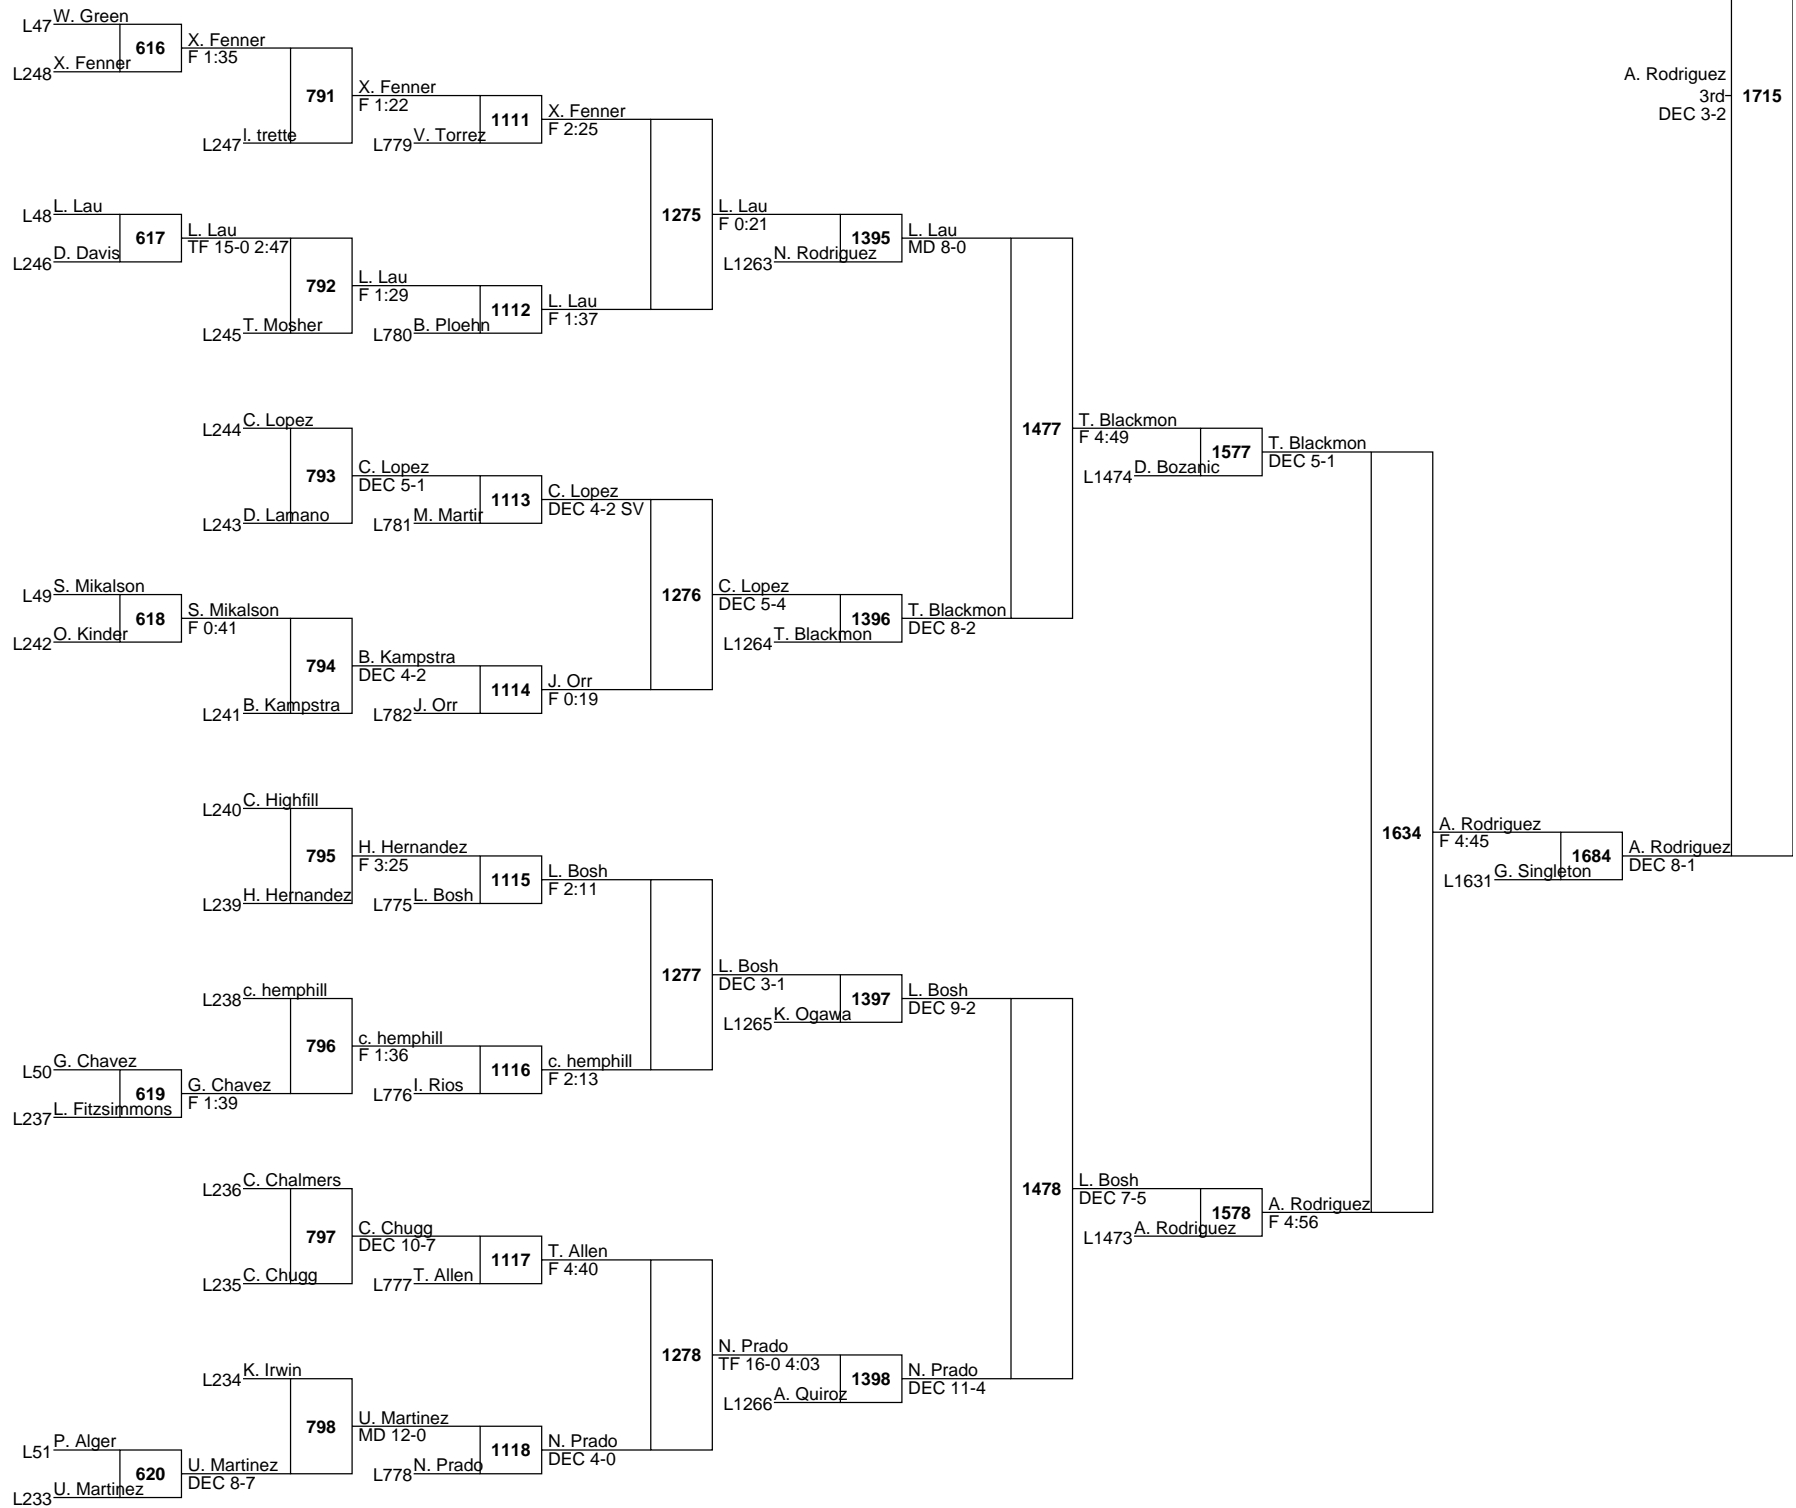 L47 W. Green
616
X. Fenner
F 1:35
L248 X. Fenner
791
X. Fenner
F 1:22
L247 I. trette
1111
X. Fenner
F 2:25
L779 V. Torrez
A. Rodriguez
3rd
DEC 3-2
1715
L48 L. Lau
617
L. Lau
TF 15-0 2:47
L246 D. Davis
792
L. Lau
F 1:29
L245 T. Mosher
1112
L. Lau
F 1:37
L780 B. Ploehn
1275
L. Lau
F 0:21
1395
L. Lau
MD 8-0
L1263 N. Rodriguez
L244 C. Lopez
793
C. Lopez
DEC 5-1
L243 D. Lamano
1113
C. Lopez
DEC 4-2 SV
L781 M. Martir
1477
T. Blackmon
F 4:49
1577
T. Blackmon
DEC 5-1
L1474 D. Bozanic
L49 S. Mikalson
618
S. Mikalson
F 0:41
L242 O. Kinder
794
B. Kampstra
DEC 4-2
L241 B. Kampstra
1114
J. Orr
F 0:19
L782 J. Orr
1276
C. Lopez
DEC 5-4
1396
T. Blackmon
DEC 8-2
L1264 T. Blackmon
L240 C. Highfill
795
H. Hernandez
F 3:25
L239 H. Hernandez
1115
L. Bosh
F 2:11
L775 L. Bosh
1634
A. Rodriguez
F 4:45
1684
A. Rodriguez
DEC 8-1
L1631 G. Singleton
L238 c. hemphill
796
c. hemphill
F 1:36
L50 G. Chavez
619
G. Chavez
F 1:39
L237 L. Fitzsimmons
1116
c. hemphill
F 2:13
L776 I. Rios
1277
L. Bosh
DEC 3-1
1397
L. Bosh
DEC 9-2
L1265 K. Ogawa
L236 C. Chalmers
797
C. Chugg
DEC 10-7
L235 C. Chugg
1117
T. Allen
F 4:40
L777 T. Allen
1478
L. Bosh
DEC 7-5
1578
A. Rodriguez
F 4:56
L1473 A. Rodriguez
L234 K. Irwin
798
U. Martinez
MD 12-0
L51 P. Alger
620
U. Martinez
DEC 8-7
L233 U. Martinez
1118
N. Prado
DEC 4-0
L778 N. Prado
1278
N. Prado
TF 16-0 4:03
1398
N. Prado
DEC 11-4
L1266 A. Quiroz